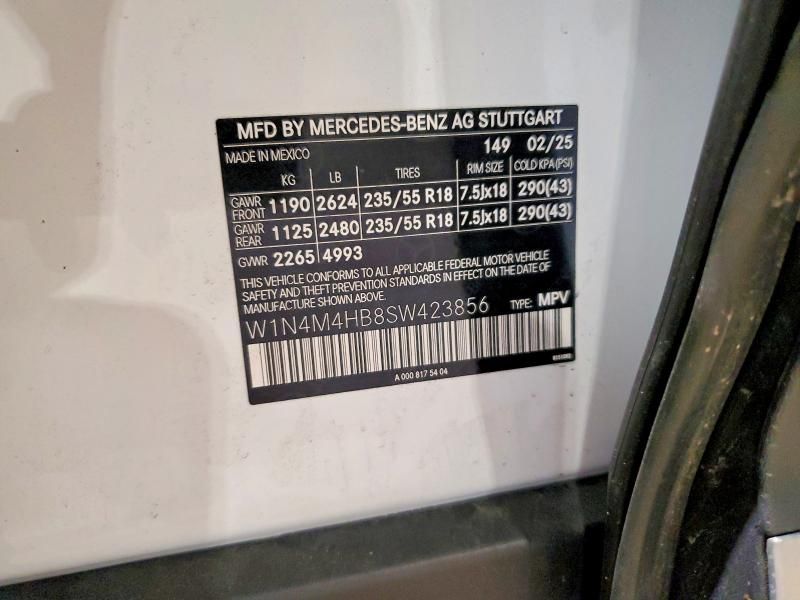 MFD BY MERCEDES-BENZ AG STUTTGART
MADE IN MEXICO 149 02/25
KG LB TIRES RIM SIZE COLD KPA(PSI)
GAWR FRONT 1190 2624 235/55 R18 7.5Jx18 290(43)
GAWR REAR 1125 2480 235/55 R18 7.5Jx18 290(43)
GVWR 2265 4993
THIS VEHICLE CONFORMS TO ALL APPLICABLE FEDERAL MOTOR VEHICLE
SAFETY AND THEFT PREVENTION STANDARDS IN EFFECT ON THE DATE OF
MANUFACTURE SHOWN ABOVE.
W1N4M4HB8SW423856 TYPE: MPV
A 000 817 54 04